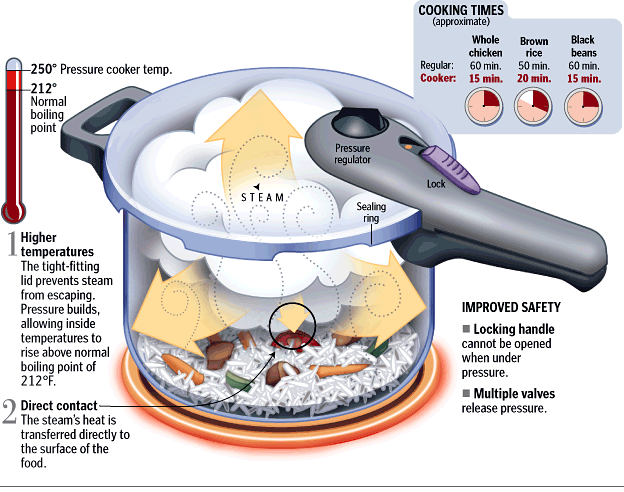 COOKING TIMES
(approximate)
Whole chicken
Brown rice
Black beans
Regular: 60 min. 50 min. 60 min.
Cooker: 15 min. 20 min. 15 min.
250° Pressure cooker temp.
212°
Normal
boiling
point
Pressure
regulator
Lock
STEAM
Sealing
ring
1 Higher
temperatures
The tight-fitting
lid prevents steam
from escaping.
Pressure builds,
allowing inside
temperatures to
rise above normal
boiling point of
212°F.
2 Direct contact
The steam's heat is
transferred directly to
the surface of the
food.
IMPROVED SAFETY
■ Locking handle
cannot be opened
when under
pressure.
■ Multiple valves
release pressure.